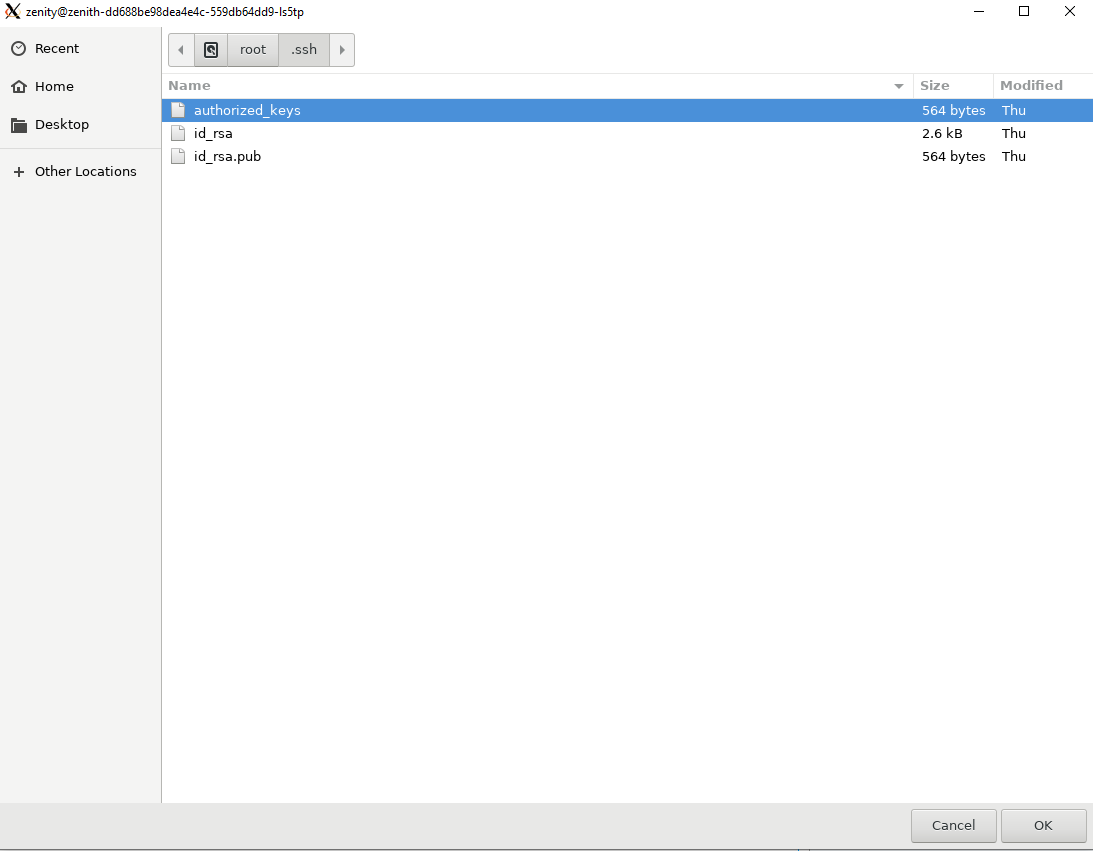 zenity@zenith-dd688be98dea4e4c-559db64dd9-ls5tp
Recent
Home
Desktop
Other Locations
root .ssh
Name Size Modified
authorized_keys 564 bytes Thu
id_rsa 2.6 kB Thu
id_rsa.pub 564 bytes Thu
Cancel OK